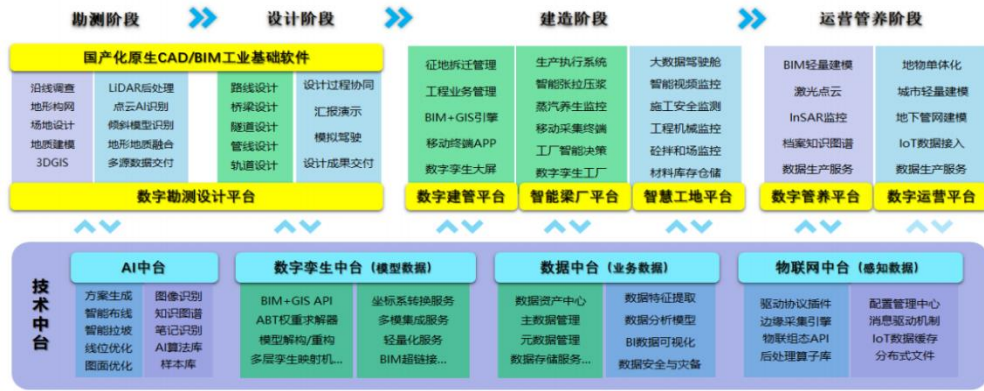 勘测阶段 设计阶段 建造阶段 运营管养阶段
国产化原生CAD/BIM工业基础软件
沿线调查
地形构网
场地设计
地质建模
3DGIS
LiDAR后处理
点云AI识别
倾斜模型识别
地形地质融合
多源数据交付
路线设计
桥梁设计
隧道设计
管线设计
轨道设计
设计过程协同
汇报演示
模拟驾驶
设计成果交付
数字勘测设计平台
征地拆迁管理
工程业务管理
BIM+GIS引擎
移动终端APP
数字孪生大屏
数字建管平台
生产执行系统
智能张拉压浆
蒸汽养生监控
移动采集终端
工厂智能决策
数字孪生工厂
智能梁厂平台
大数据驾驶舱
智能视频监控
施工安全监测
工程机械监控
砼拌和场监控
材料库存仓储
智慧工地平台
BIM轻量建模
激光点云
InSAR监控
档案知识图谱
数据生产服务
数字管养平台
地物单体化
城市轻量建模
地下管网建模
IoT数据接入
数据生产服务
数字运营平台
技术中台
AI中台
方案生成
智能布线
智能拉坡
线位优化
图面优化
图像识别
知识图谱
笔记识别
AI算法库
样本库
数字孪生中台（模型数据）
BIM+GIS API
ABT权重求解器
模型解构/重构
多层孪生映射机...
坐标系转换服务
多模集成服务
轻量化服务
BIM超链接...
数据中台（业务数据）
数据资产中心
主数据管理
元数据管理
数据存储服务...
数据特征提取
数据分析模型
BI数据可视化
数据安全与灾备
物联网中台（感知数据）
驱动协议插件
边缘采集引擎
物联组态API
后处理算子库
配置管理中心
消息驱动机制
IoT数据缓存
分布式文件